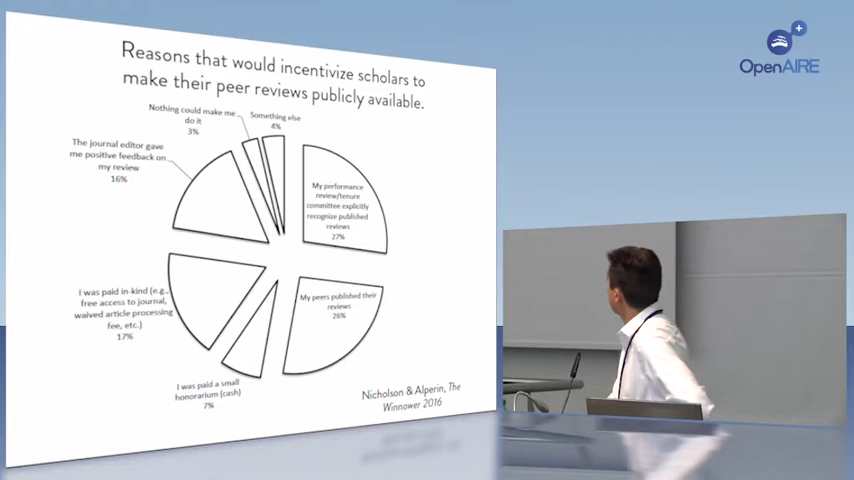 Reasons that would incentivize scholars to
make their peer reviews publicly available.
Nothing could make me
do it
3%
Something else
4%
The journal editor gave
me positive feedback on
my review
16%
My performance
review/tenure
committee explicitly
recognize published
reviews
27%
I was paid in-kind (e.g.,
free access to journal,
waived article processing
fee, etc.)
17%
My peers published their
reviews
26%
I was paid a small
honorarium (cash)
7%
Nicholson & Alperin, The
Winnower 2016
OpenAIRE